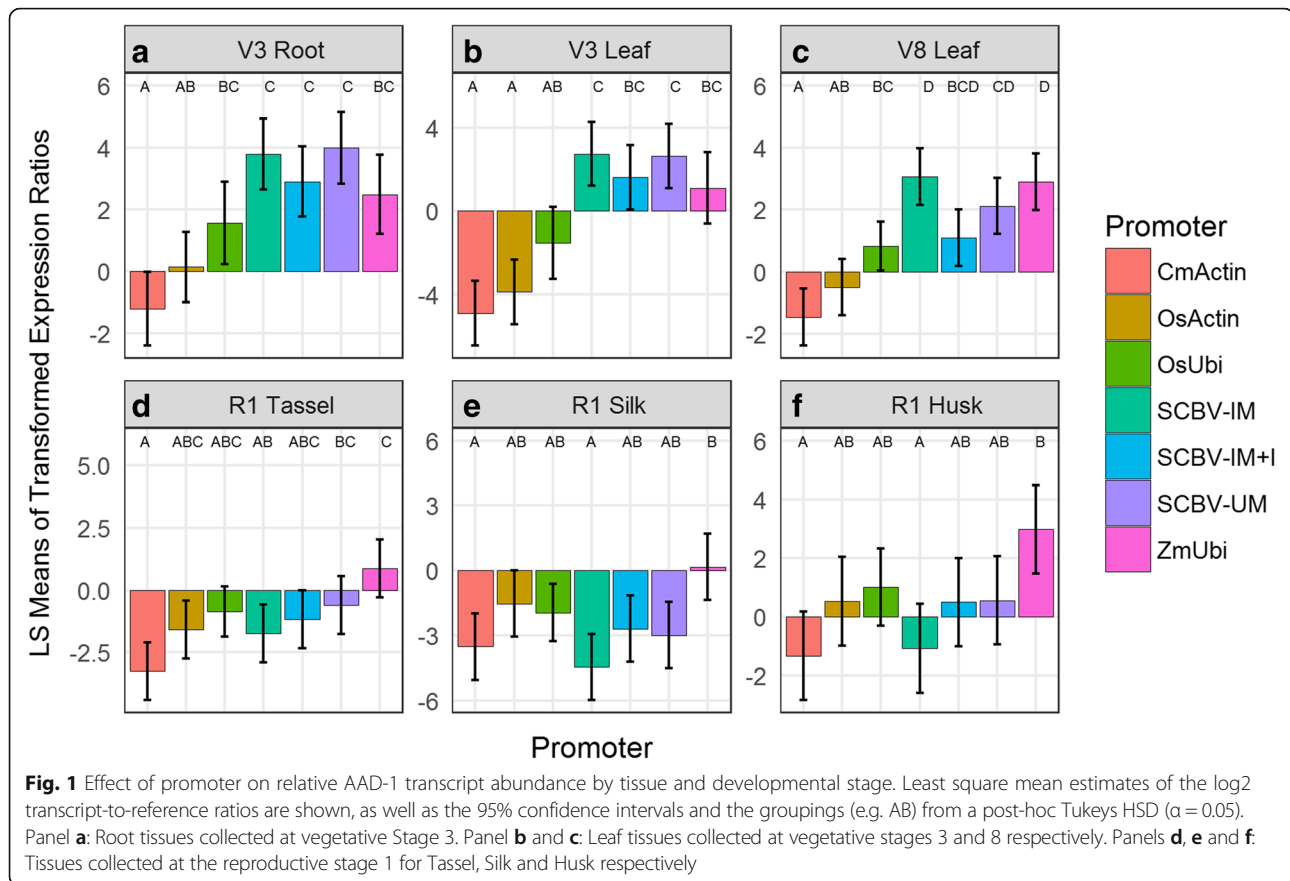 a V3 Root
b V3 Leaf
c V8 Leaf
A AB BC C C C BC
A A AB C BC C BC
A AB BC D BCD CD D
6
4
2
0
-2
4
0
-4
6
4
2
0
-2
d R1 Tassel
e R1 Silk
f R1 Husk
A ABC ABC AB ABC BC C
A AB AB A AB AB B
A AB AB A AB AB B
5.0
2.5
0.0
-2.5
6
3
0
-3
-6
6
4
2
0
-2
LS Means of Transformed Expression Ratios
Promoter
Promoter
CmActin
OsActin
OsUbi
SCBV-IM
SCBV-IM+I
SCBV-UM
ZmUbi
Fig. 1 Effect of promoter on relative AAD-1 transcript abundance by tissue and developmental stage. Least square mean estimates of the log2
transcript-to-reference ratios are shown, as well as the 95% confidence intervals and the groupings (e.g. AB) from a post-hoc Tukeys HSD (α = 0.05).
Panel a: Root tissues collected at vegetative Stage 3. Panel b and c: Leaf tissues collected at vegetative stages 3 and 8 respectively. Panels d, e and f:
Tissues collected at the reproductive stage 1 for Tassel, Silk and Husk respectively